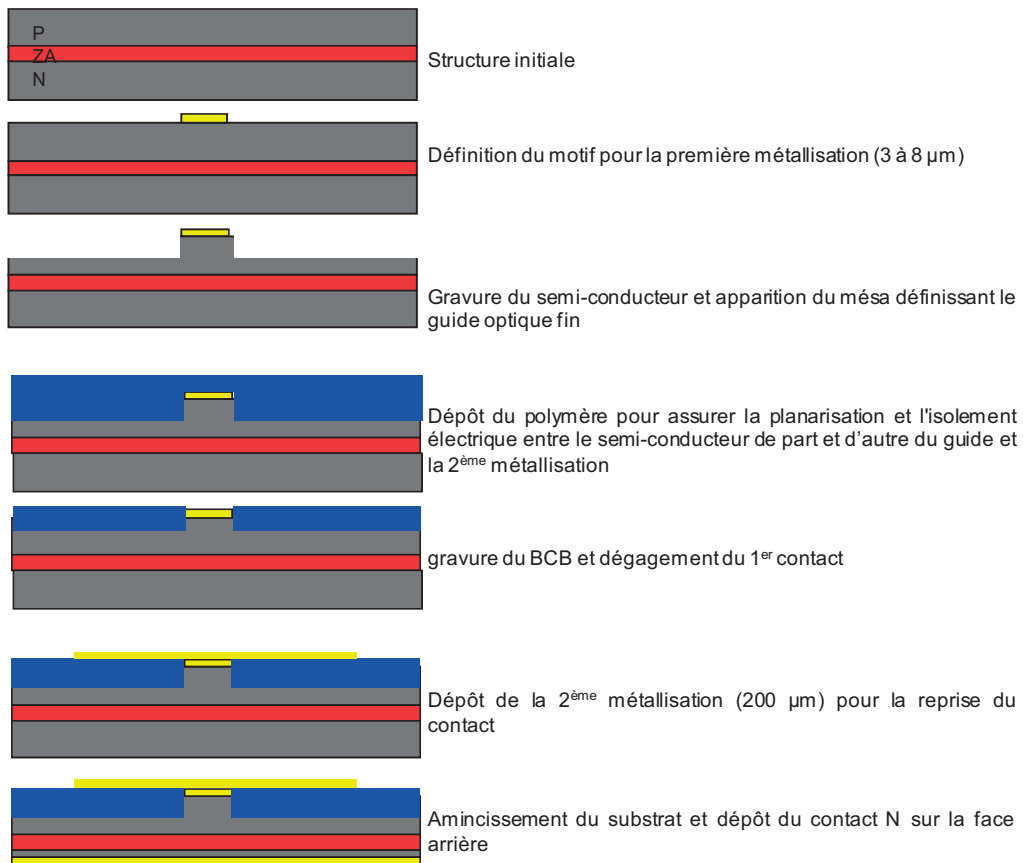 P
ZA
N
Structure initiale
Définition du motif pour la première métallisation (3 à 8 µm)
Gravure du semi-conducteur et apparition du mésa définissant le
guide optique fin
Dépôt du polymère pour assurer la planarisation et l'isolement
électrique entre le semi-conducteur de part et d’autre du guide et
la 2ème métallisation
gravure du BCB et dégagement du 1er contact
Dépôt de la 2ème métallisation (200 µm) pour la reprise du
contact
Amincissement du substrat et dépôt du contact N sur la face
arrière